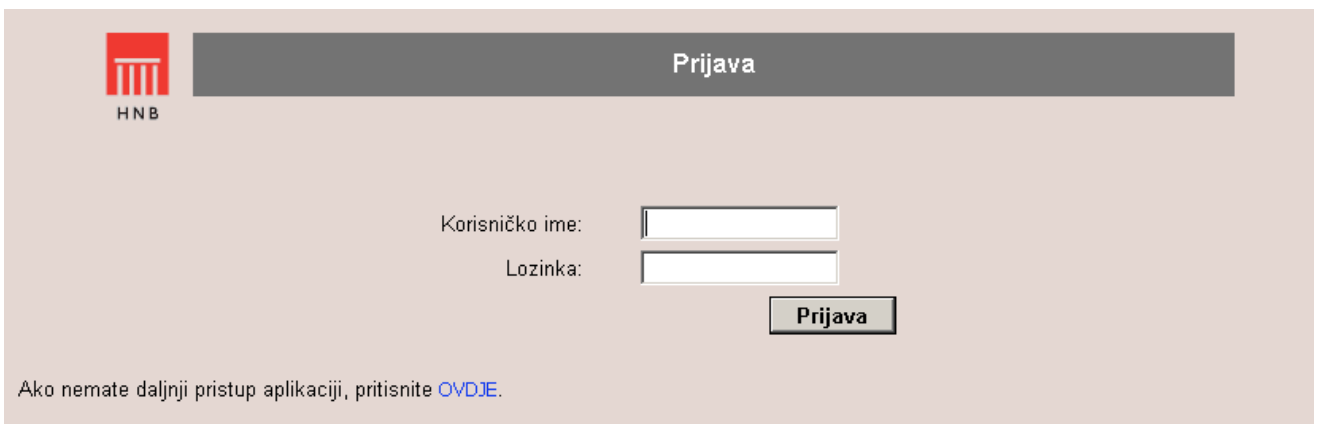 Prijava
HNB
Korisničko ime:
Lozinka:
Prijava
Ako nemate daljnji pristup aplikaciji, pritisnite OVDJE.